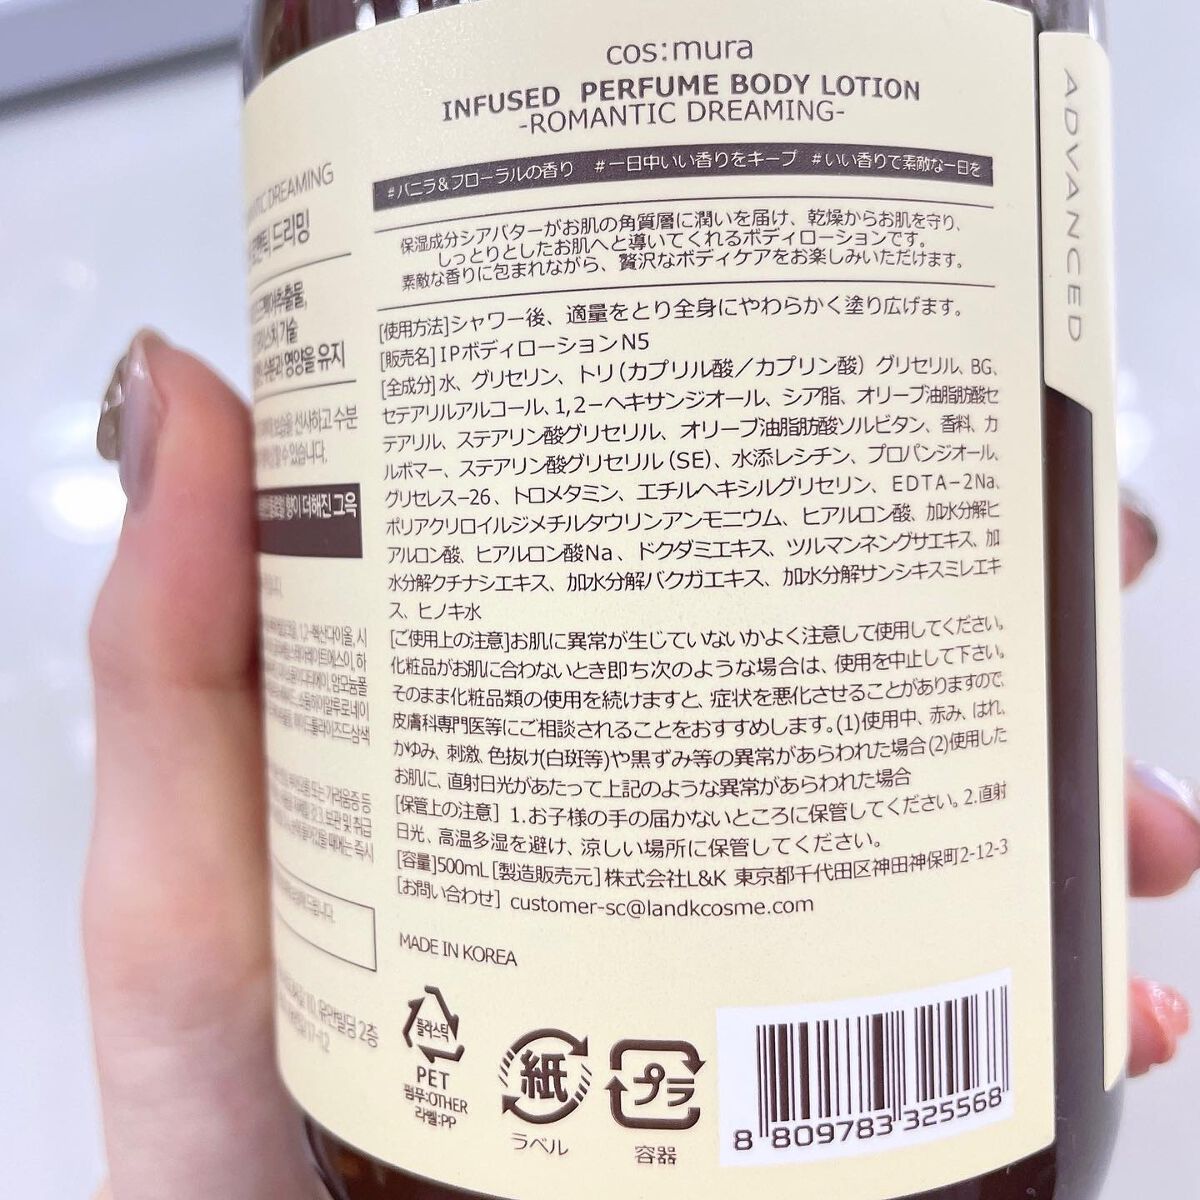 cos:mura
INFUSED PERFUME BODY LOTION
-ROMANTIC DREAMING-
#バニラ&フローラルの香り #一日中いい香りをキープ #いい香りで素敵な一日を
保湿成分シアバターがお肌の角質層に潤いを届け、乾燥からお肌を守り、
しっとりとしたお肌へと導いてくれるボディローションです。
素敵な香りに包まれながら、贅沢なボディケアをお楽しみいただけます。
[使用方法]シャワー後、適量をとり全身にやわらかく塗り広げます。
[販売名]IPボディローションN5
[全成分]水、グリセリン、トリ(カプリル酸/カプリン酸)グリセリル、BG、
セテアリルアルコール、1,2-ヘキサンジオール、シア脂、オリーブ油脂肪酸セ
テアリル、ステアリン酸グリセリル、オリーブ油脂肪酸ソルビタン、香料、カ
ルボマー、ステアリン酸グリセリル(SE)、水添レシチン、プロパンジオール、
グリセレス-26、トロメタミン、エチルヘキシルグリセリン、EDTA-2Na、
ポリアクリロイルジメチルタウリンアンモニウム、ヒアルロン酸、加水分解ヒ
アルロン酸、ヒアルロン酸Na、ドクダミエキス、ツルマンネングサエキス、加
水分解クチナシエキス、加水分解バクガエキス、加水分解サンシキスミレエキ
ス、ヒノキ水
[ご使用上の注意]お肌に異常が生じていないかよく注意して使用してください。
化粧品がお肌に合わないとき即ち次のような場合は、使用を中止して下さい。
そのまま化粧品類の使用を続けますと、症状を悪化させることがありますので、
皮膚科専門医等にご相談されることをおすすめします。(1)使用中、赤み、はれ、
かゆみ、刺激、色抜け(白斑等)や黒ずみ等の異常があらわれた場合(2)使用した
お肌に、直射日光があたって上記のような異常があらわれた場合
[保管上の注意] 1.お子様の手の届かないところに保管してください。2.直射
日光、高温多湿を避け、涼しい場所に保管してください。
[容量]500mL [製造販売元]株式会社L&K 東京都千代田区神田神保町2-12-3
[お問い合わせ] customer-sc@landkcosme.com
MADE IN KOREA
플라스틱
PET
펌프:OTHER
라벨:PP
紙
ラベル
プラ
容器
8 809783 325568
ADVANCED
DREAMING
드리밍
기술
영양을 유지
선사하고 수분
있습니다.
향이 더해진 그윽
2층